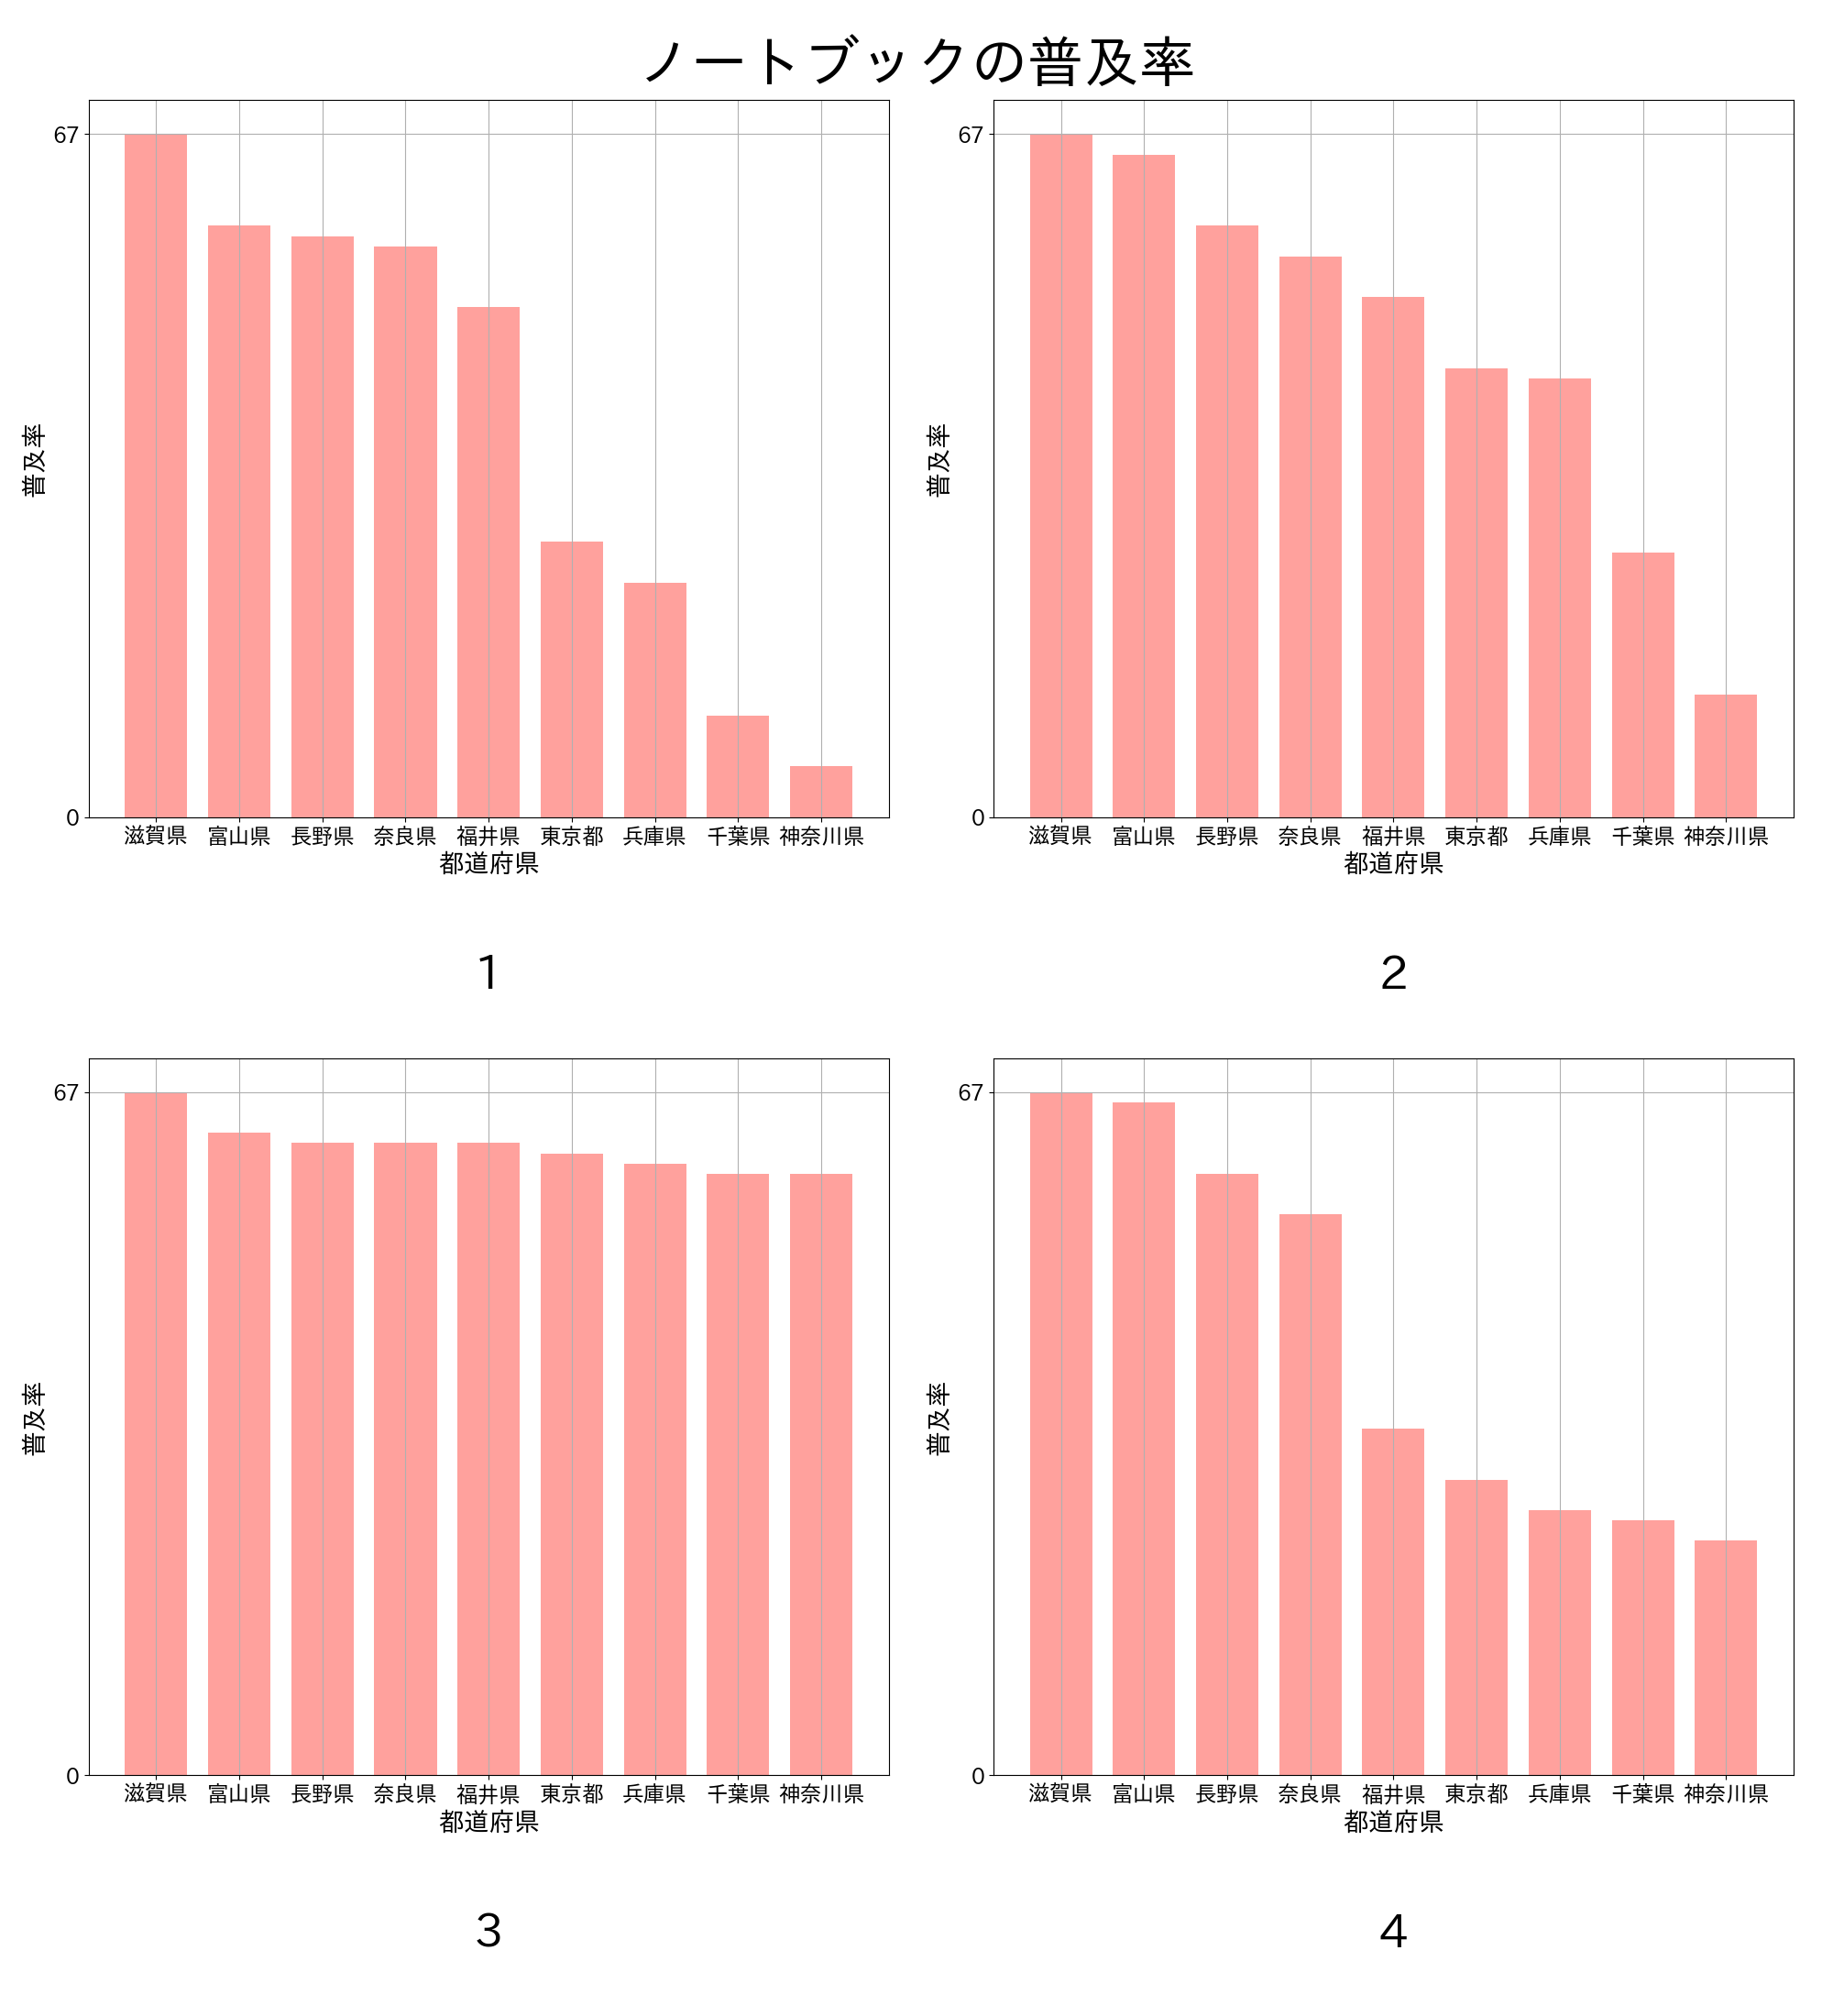 ノートブックの普及率
67
0
普及率
滋賀県 富山県 長野県 奈良県 福井県 東京都 兵庫県 千葉県 神奈川県
都道府県
1
67
0
普及率
滋賀県 富山県 長野県 奈良県 福井県 東京都 兵庫県 千葉県 神奈川県
都道府県
2
67
0
普及率
滋賀県 富山県 長野県 奈良県 福井県 東京都 兵庫県 千葉県 神奈川県
都道府県
3
67
0
普及率
滋賀県 富山県 長野県 奈良県 福井県 東京都 兵庫県 千葉県 神奈川県
都道府県
4